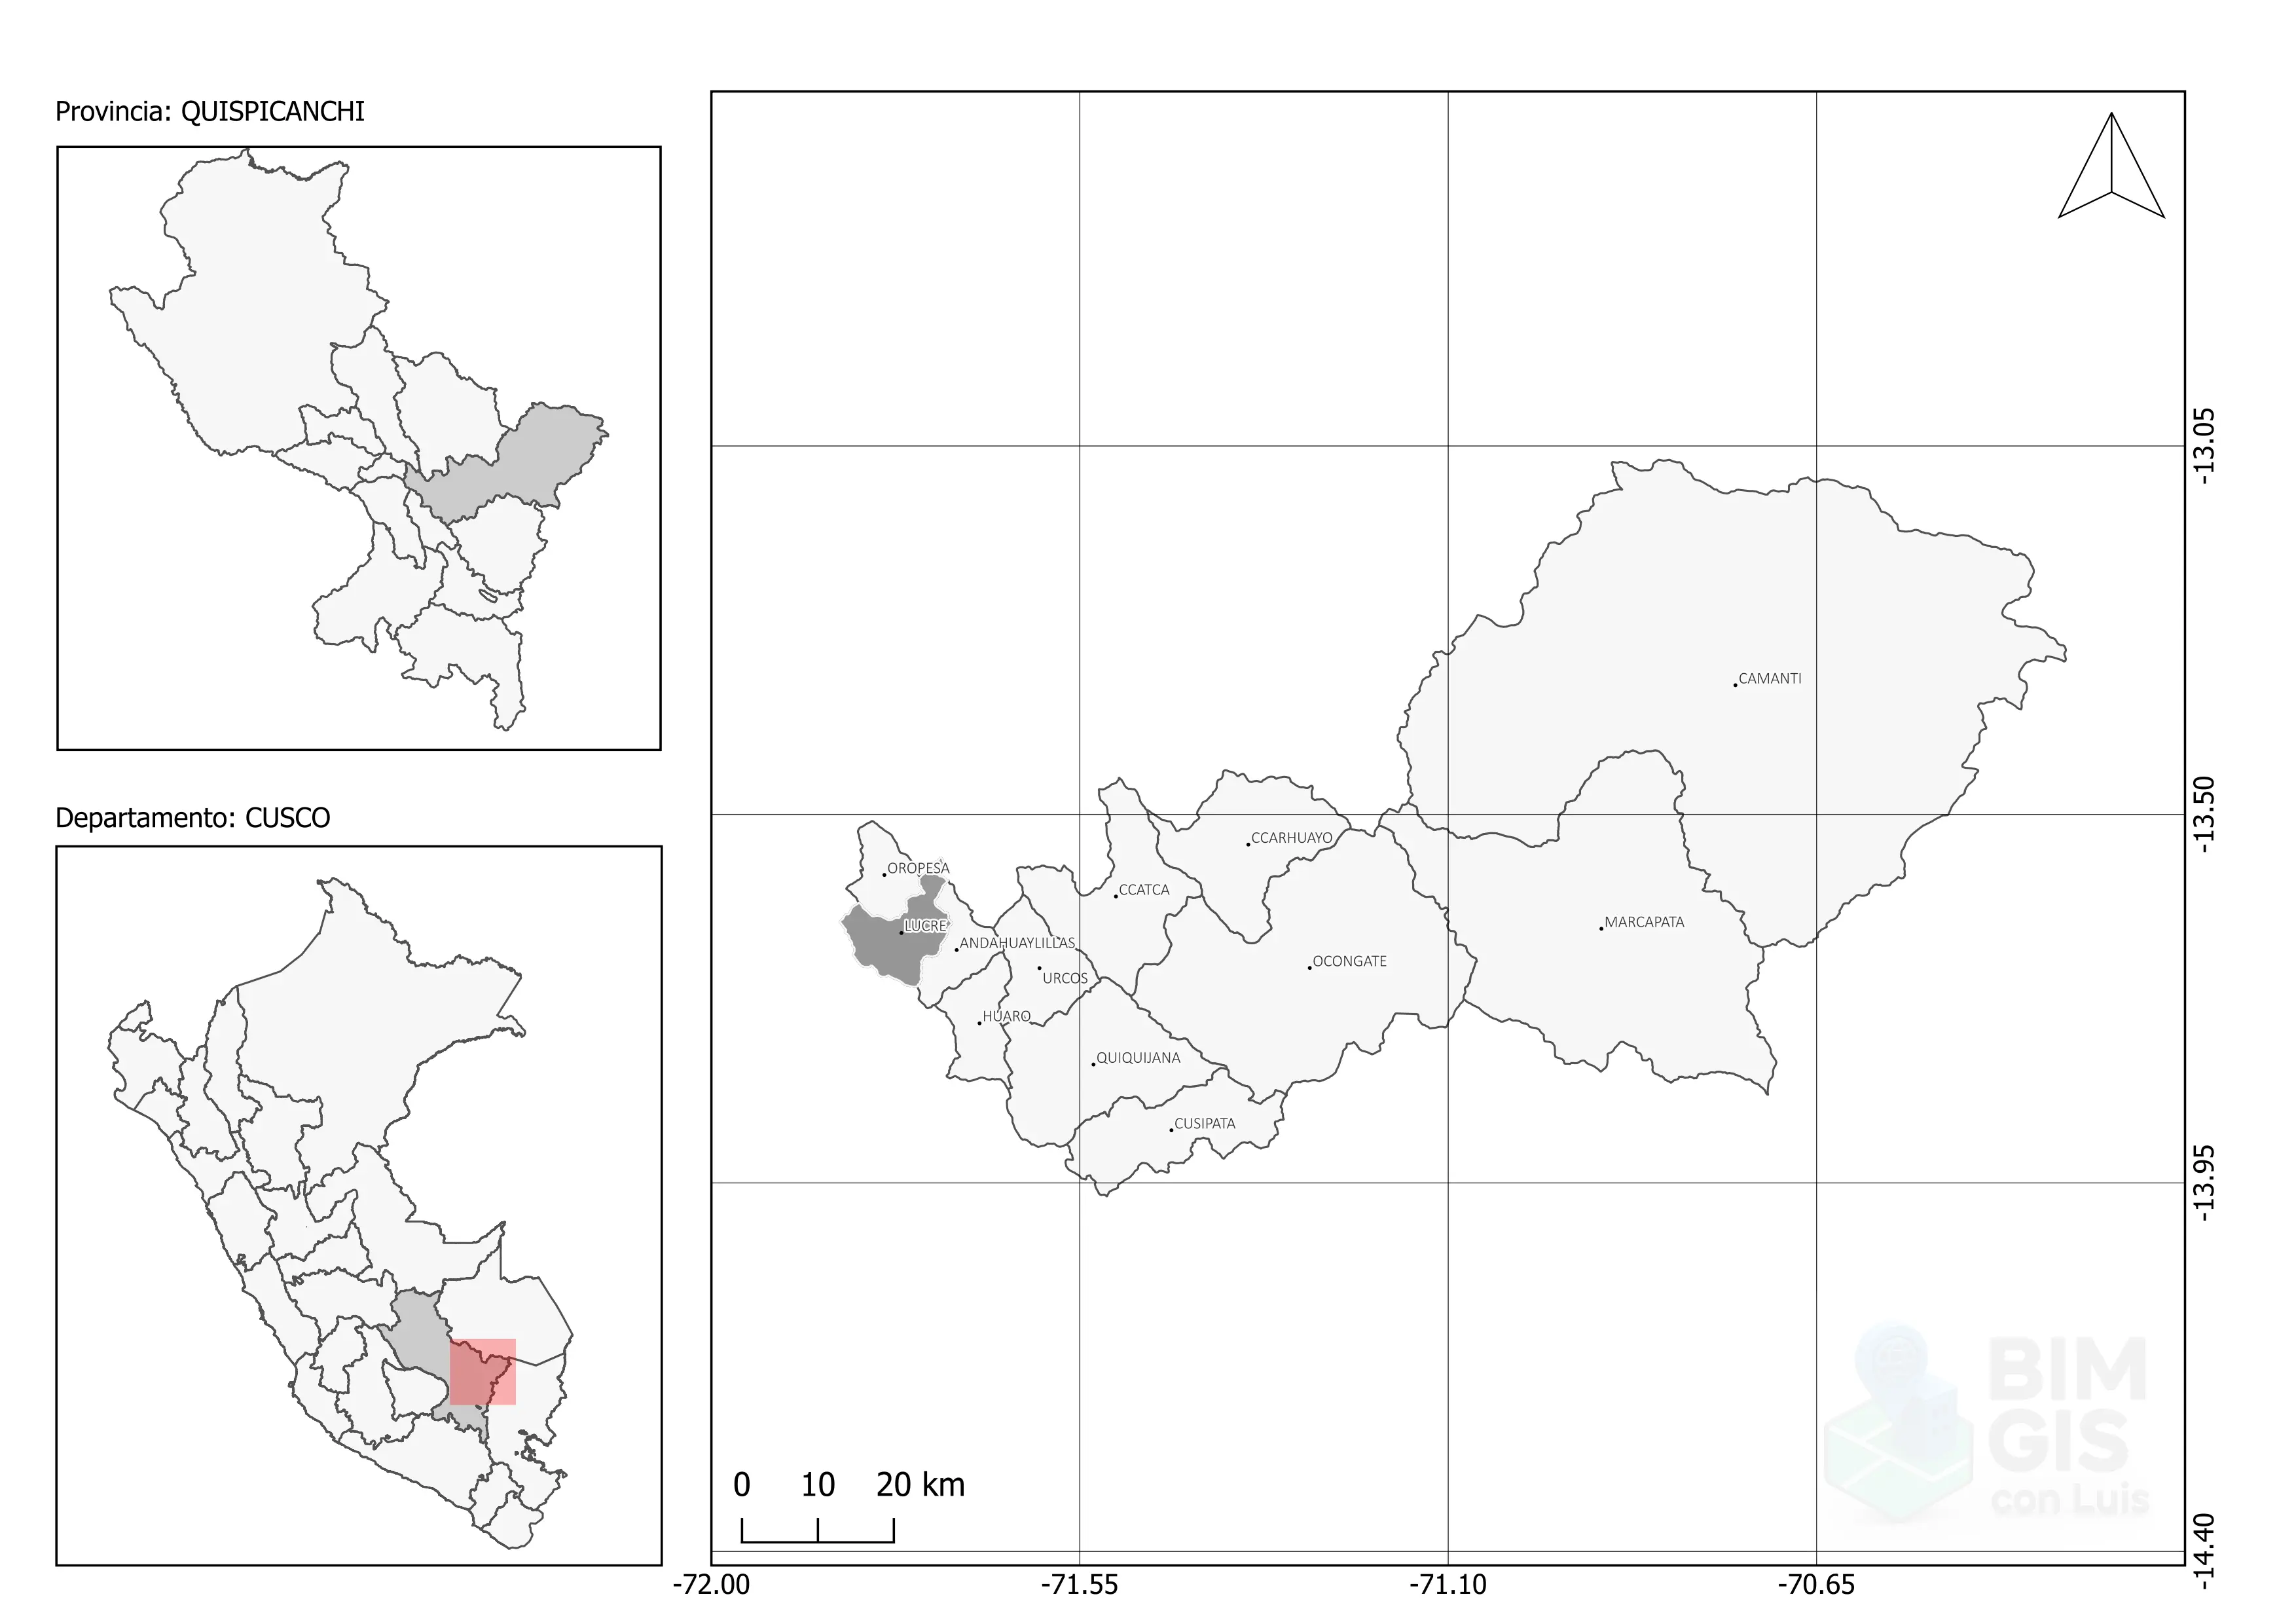 Provincia: QUISPICANCHI
Departamento: CUSCO
CAMANTI
CCARHUAYO
OROPESA
CCATCA
MARCAPATA
LUCRE
ANDAHUAYLILLAS
OCONGATE
URCOS
HUARO
QUIQUIJANA
CUSIPATA
-13.05
-13.50
-13.95
-14.40
BIM
GIS
con Luis
0 10 20 km
-72.00 -71.55 -71.10 -70.65